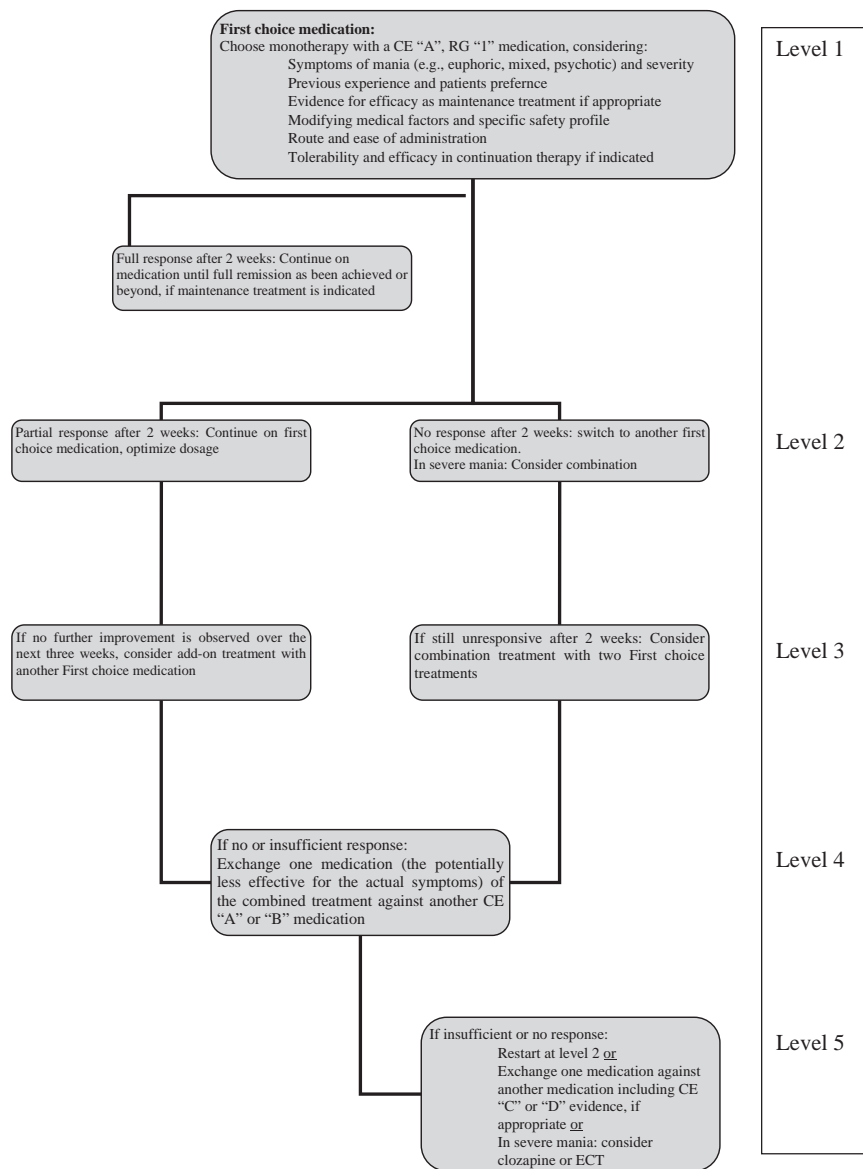 First choice medication:
Choose monotherapy with a CE “A”, RG “1” medication, considering:
Symptoms of mania (e.g., euphoric, mixed, psychotic) and severity
Previous experience and patients prefernce
Evidence for efficacy as maintenance treatment if appropriate
Modifying medical factors and specific safety profile
Route and ease of administration
Tolerability and efficacy in continuation therapy if indicated
Level 1
Full response after 2 weeks: Continue on
medication until full remission as been achieved or
beyond, if maintenance treatment is indicated
Partial response after 2 weeks: Continue on first
choice medication, optimize dosage
No response after 2 weeks: switch to another first
choice medication.
In severe mania: Consider combination
Level 2
If no further improvement is observed over the
next three weeks, consider add-on treatment with
another First choice medication
If still unresponsive after 2 weeks: Consider
combination treatment with two First choice
treatments
Level 3
If no or insufficient response:
Exchange one medication (the potentially
less effective for the actual symptoms) of
the combined treatment against another CE
“A” or “B” medication
Level 4
If insufficient or no response:
Restart at level 2 or
Exchange one medication against
another medication including CE
“C” or “D” evidence, if
appropriate or
In severe mania: consider
clozapine or ECT
Level 5